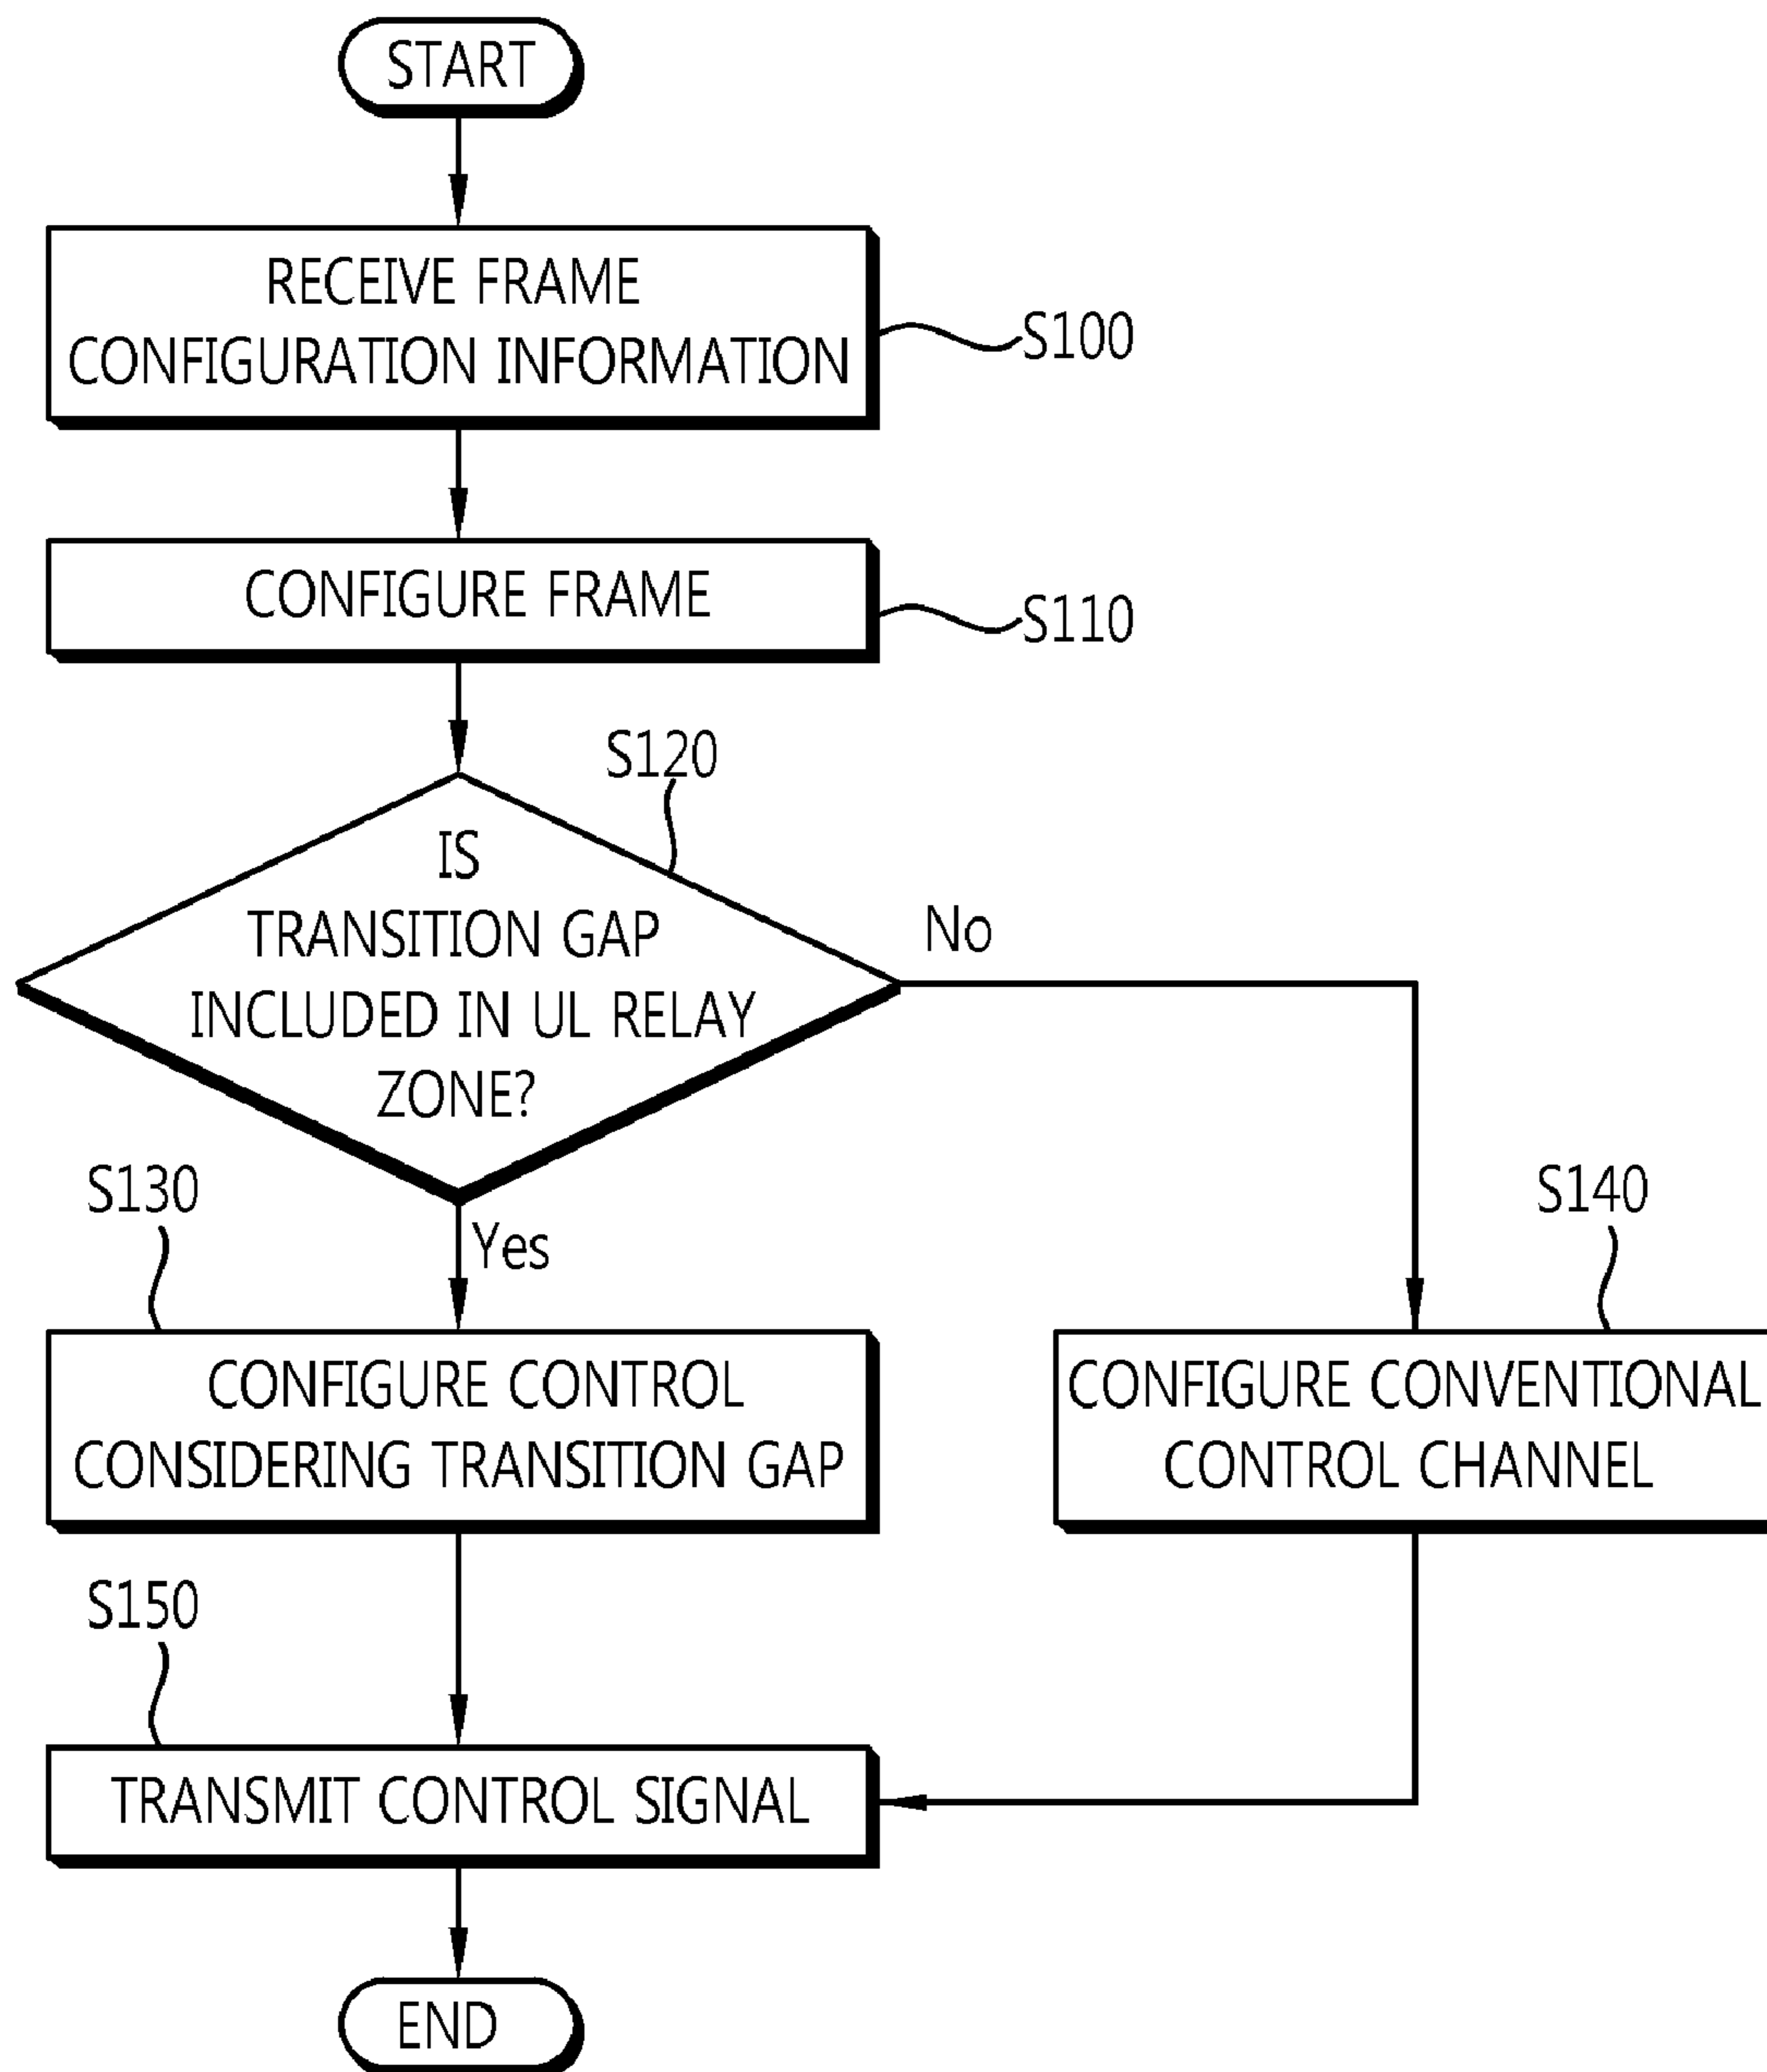 START
RECEIVE FRAME
CONFIGURATION INFORMATION
S100
CONFIGURE FRAME
S110
S120
IS
TRANSITION GAP
INCLUDED IN UL RELAY
ZONE?
No
Yes
S130
CONFIGURE CONTROL
CONSIDERING TRANSITION GAP
S140
CONFIGURE CONVENTIONAL
CONTROL CHANNEL
S150
TRANSMIT CONTROL SIGNAL
END